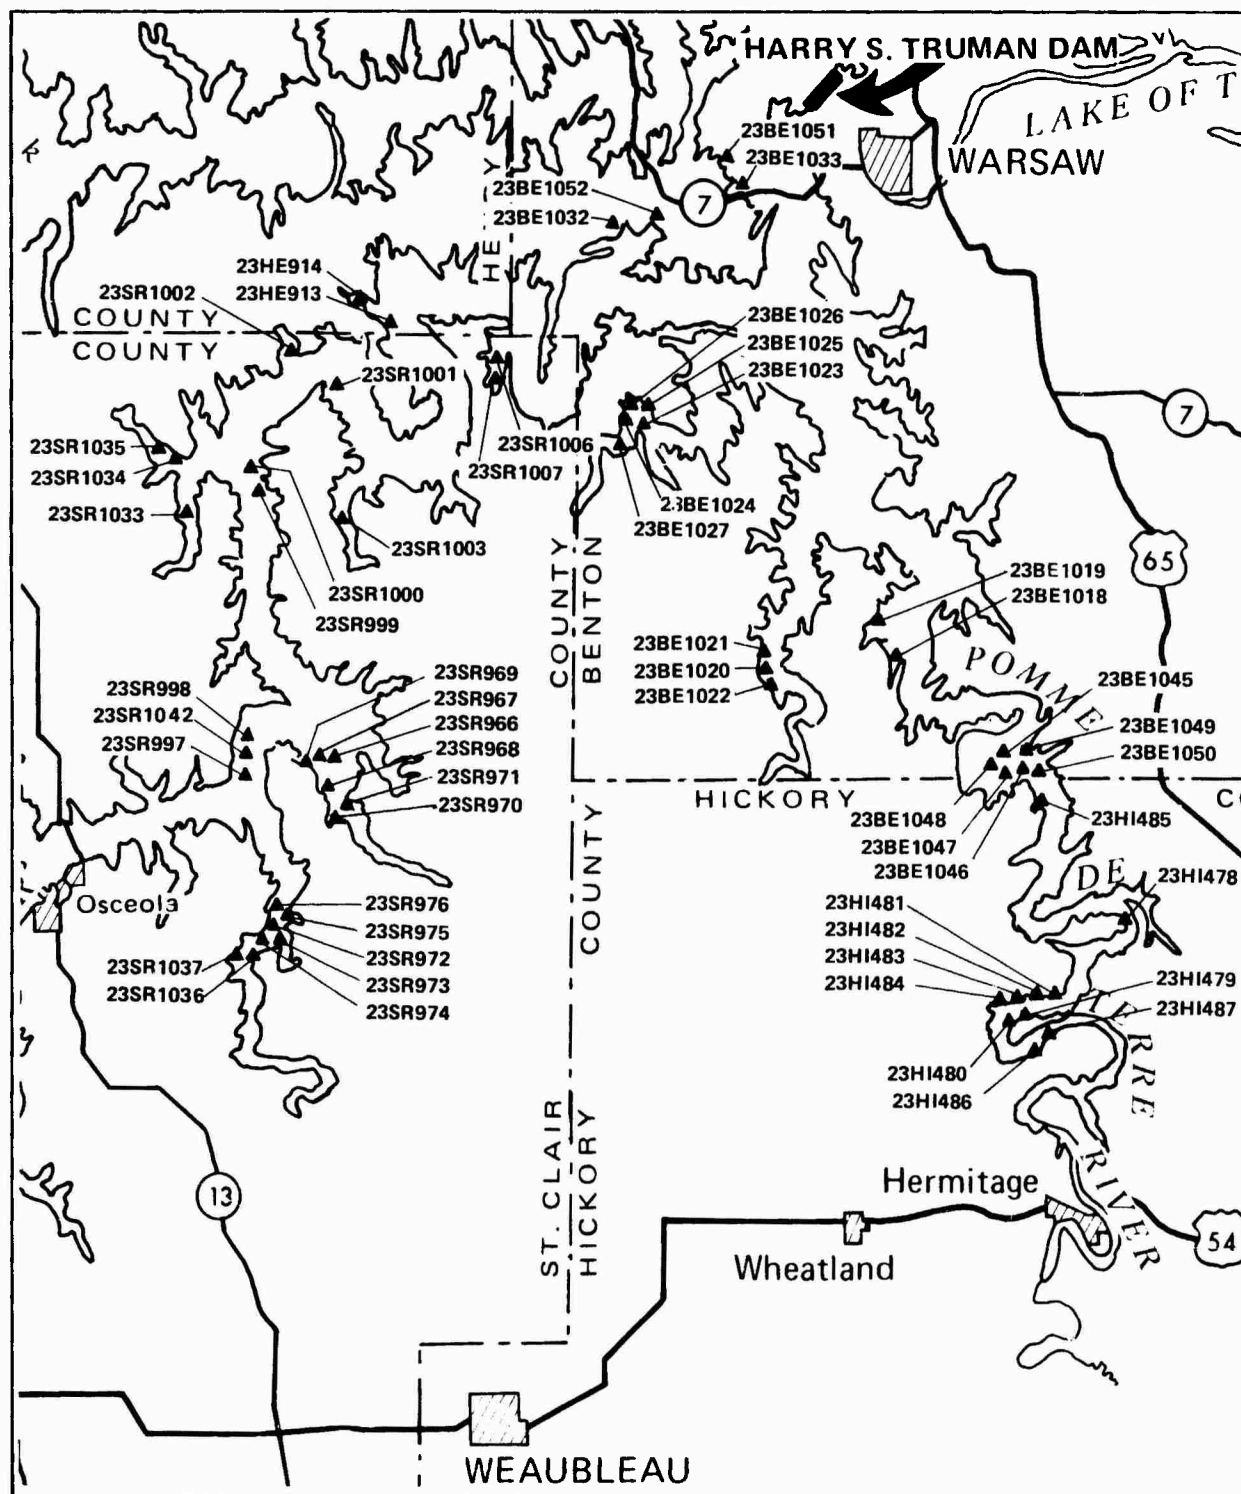 HARRY S. TRUMAN DAM
LAKE OF T
23BE1051
23BE1033
WARSAW
23BE1052
23BE1032
7
HE
Y
23HE914
23HE913
23SR1002
COUNTY
COUNTY
23SR1001
23BE1026
23BE1025
23BE1023
7
23SR1035
23SR1034
23SR1033
23SR1006
23SR1007
23BE1024
23BE1027
23SR1003
23SR1000
23SR999
COUNTY
BENTON
65
23BE1019
23BE1018
23BE1021
23BE1020
23BE1022
POMME
23BE1045
23BE1049
23BE1050
23SR969
23SR967
23SR966
23SR968
23SR971
23SR970
23SR998
23SR1042
23SR997
HICKORY
CO
23BE1048
23BE1047
23BE1046
23HI485
DE
23HI478
COUNTY
Osceola
23SR976
23SR975
23SR972
23SR973
23SR974
23SR1037
23SR1036
23HI481
23HI482
23HI483
23HI484
23HI479
23HI487
23HI480
23HI486
TERRE
ST. CLAIR
HICKORY
13
Hermitage
RIVER
54
Wheatland
WEAUBLEAU